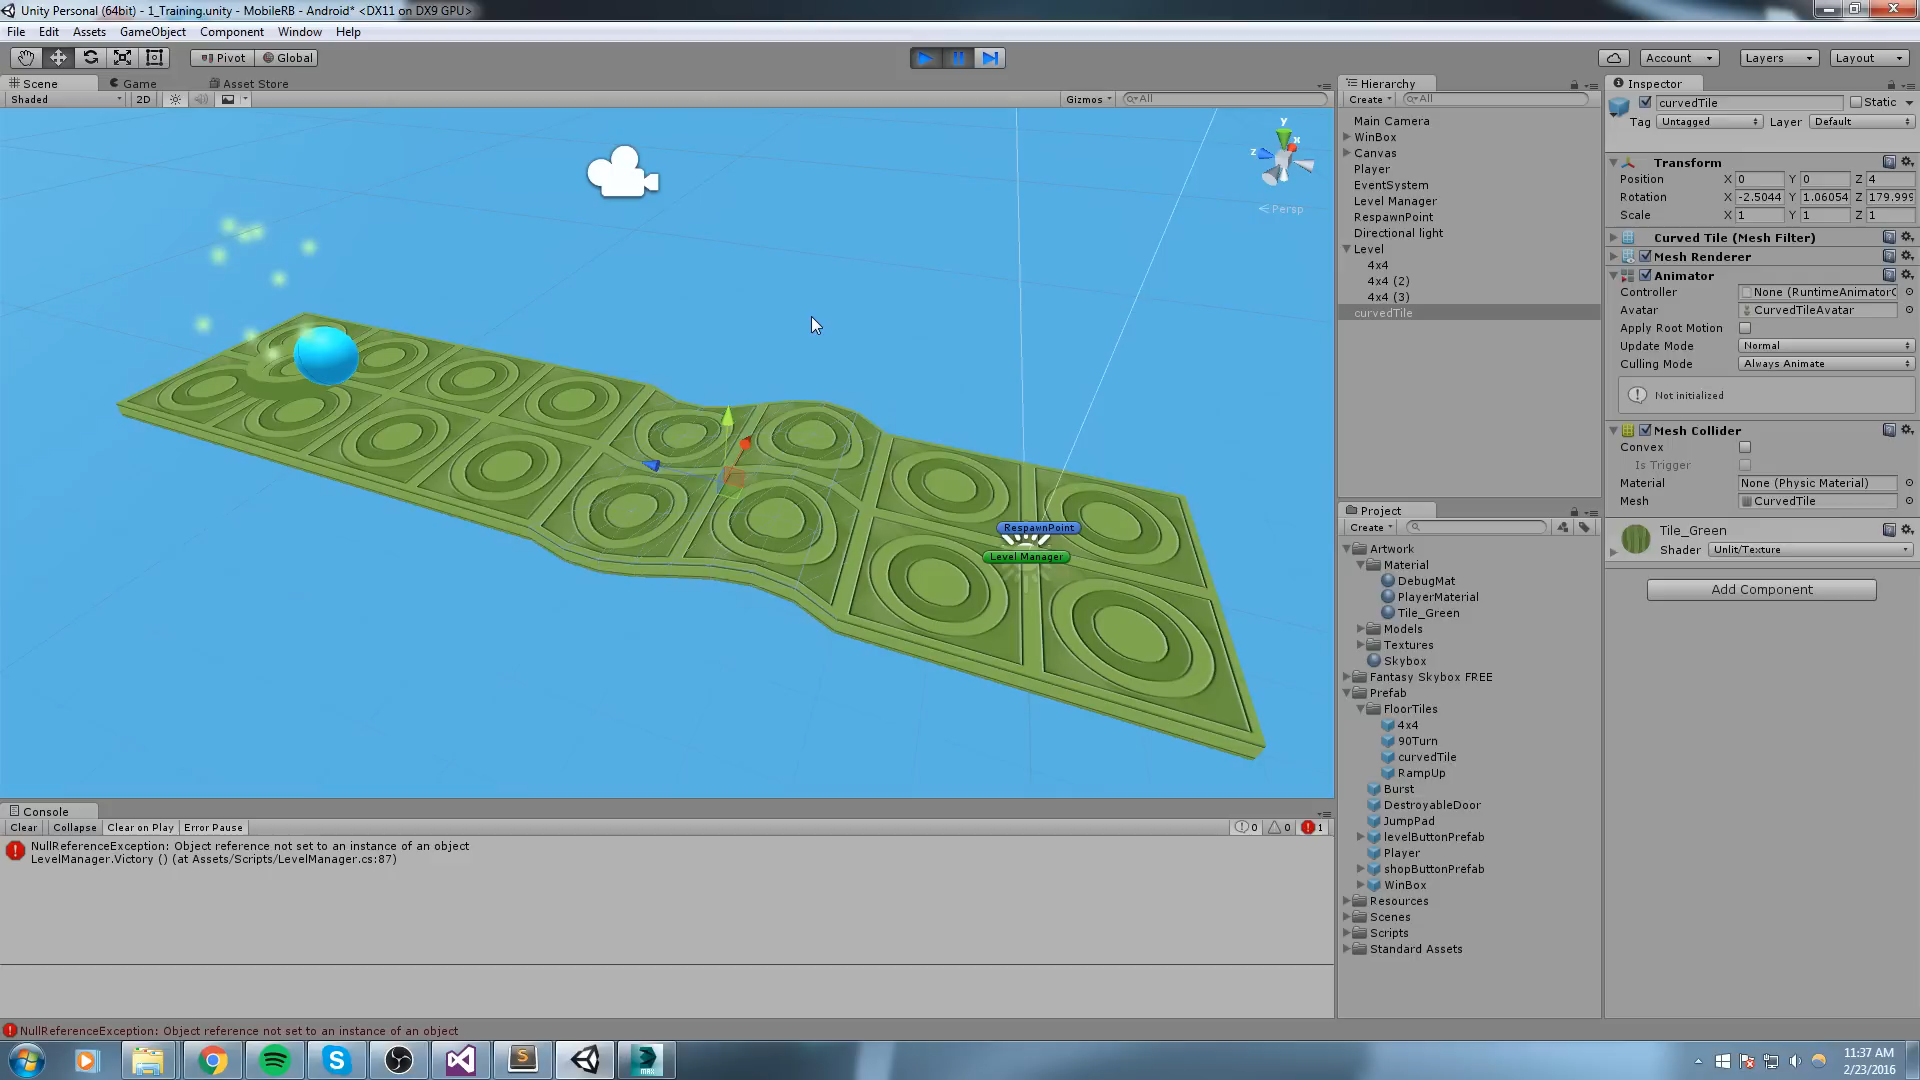 Unity Personal (64bit) - 1_Training.unity - MobileRB - Android* <DX11 on DX9 GPU>
File Edit Assets GameObject Component Window Help
Pivot Global Account Layers Layout
Scene Game Asset Store
Shaded 2D Gizmos All
y
x
z
Persp
RespawnPoint
Level Manager
Hierarchy
Create All
Main Camera
WinBox
Canvas
Player
EventSystem
Level Manager
RespawnPoint
Directional light
Level
4x4
4x4 (2)
4x4 (3)
curvedTile
Project
Create
Artwork
Material
DebugMat
PlayerMaterial
Tile_Green
Models
Textures
Skybox
Fantasy Skybox FREE
Prefab
FloorTiles
4x4
90Turn
curvedTile
RampUp
Burst
DestroyableDoor
JumpPad
levelButtonPrefab
Player
shopButtonPrefab
WinBox
Resources
Scenes
Scripts
Standard Assets
Inspector
curvedTile Static
Tag Untagged Layer Default
Transform
Position X 0 Y 0 Z 4
Rotation X -2.5044 Y 1.06054 Z 179.999
Scale X 1 Y 1 Z 1
Curved Tile (Mesh Filter)
Mesh Renderer
Animator
Controller None (RuntimeAnimatorC
Avatar CurvedTileAvatar
Apply Root Motion
Update Mode Normal
Culling Mode Always Animate
Not initialized
Mesh Collider
Convex
Is Trigger
Material None (Physic Material)
Mesh CurvedTile
Tile_Green
Shader Unlit/Texture
Add Component
Console
Clear Collapse Clear on Play Error Pause 0 0 1
NullReferenceException: Object reference not set to an instance of an object
LevelManager.Victory () (at Assets/Scripts/LevelManager.cs:87)
NullReferenceException: Object reference not set to an instance of an object
S
S
MAX
11:37 AM
2/23/2016